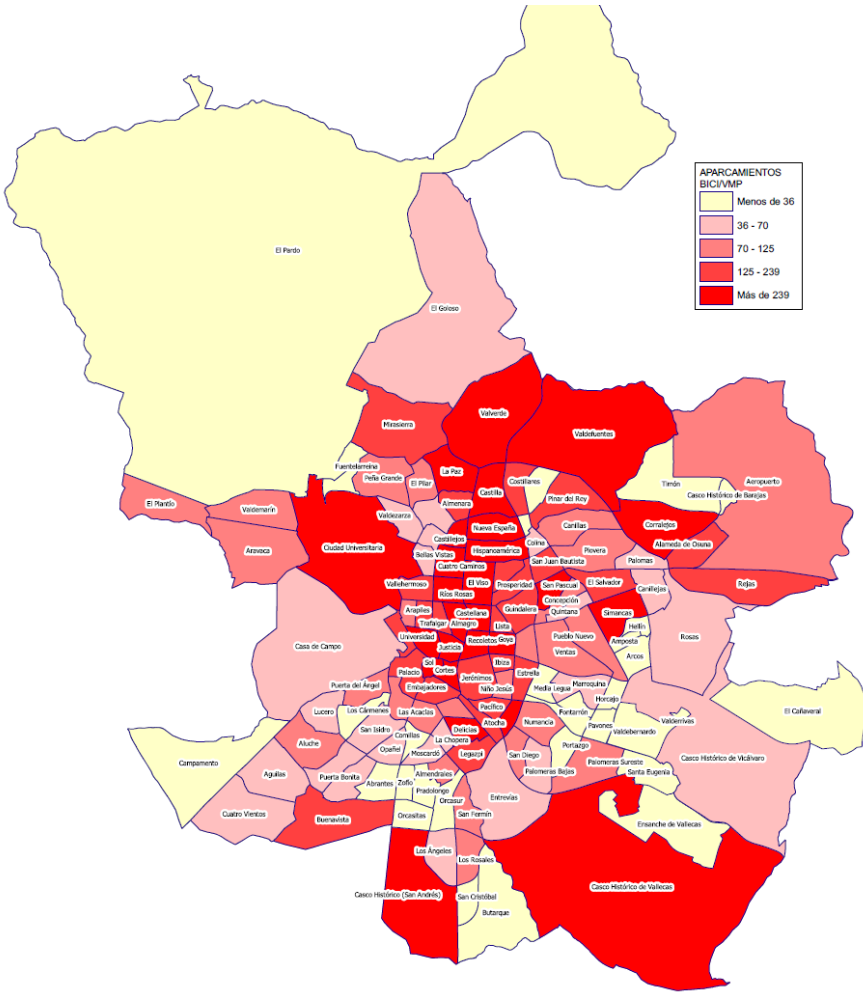 APARCAMIENTOS
BICI/VMP
Menos de 36
36 - 70
70 - 125
125 - 239
Más de 239
El Pardo
El Goloso
Mirasierra
Valverde
Valdefuentes
Fuentelarreina
Peña Grande
El Pilar
La Paz
Costillares
Timón
Aeropuerto
Casco Histórico de Barajas
El Plantío
Valdemarín
Valdezarza
Almenara
Castilla
Pinar del Rey
Aravaca
Ciudad Universitaria
Castillejos
Nueva España
Canillas
Corralejos
Bellas Vistas
Hispanoamérica
Colina
Piovera
Alameda de Osuna
Cuatro Caminos
San Juan Bautista
Palomas
Vallehermoso
El Viso
Prosperidad
San Pascual
El Salvador
Canillejas
Rejas
Ríos Rosas
Concepción
Arapiles
Castellana
Guindalera
Quintana
Simancas
Trafalgar
Almagro
Lista
Hellín
Universidad
Recoletos
Goya
Pueblo Nuevo
Amposta
Rosas
Casa de Campo
Justicia
Ventas
Arcos
Sol
Ibiza
Palacio
Cortes
Jerónimos
Estrella
Puerta del Ángel
Embajadores
Niño Jesús
Media Legua
Marroquina
Horcajo
Lucero
Los Cármenes
Las Acacias
Pacífico
Fontarrón
El Cañaveral
San Isidro
Comillas
Delicias
Atocha
Numancia
Pavones
Valderrivas
Valdebernardo
Aluche
Opañel
La Chopera
Portazgo
Campamento
Moscardó
Legazpi
San Diego
Palomeras Sureste
Casco Histórico de Vicálvaro
Aguilas
Puerta Bonita
Almendrales
Palomeras Bajas
Santa Eugenia
Abrantes
Zofío
Pradolongo
Entrevías
Cuatro Vientos
Buenavista
Orcasitas
Orcasur
San Fermín
Ensanche de Vallecas
Los Ángeles
Los Rosales
Casco Histórico (San Andrés)
San Cristóbal
Casco Histórico de Vallecas
Butarque